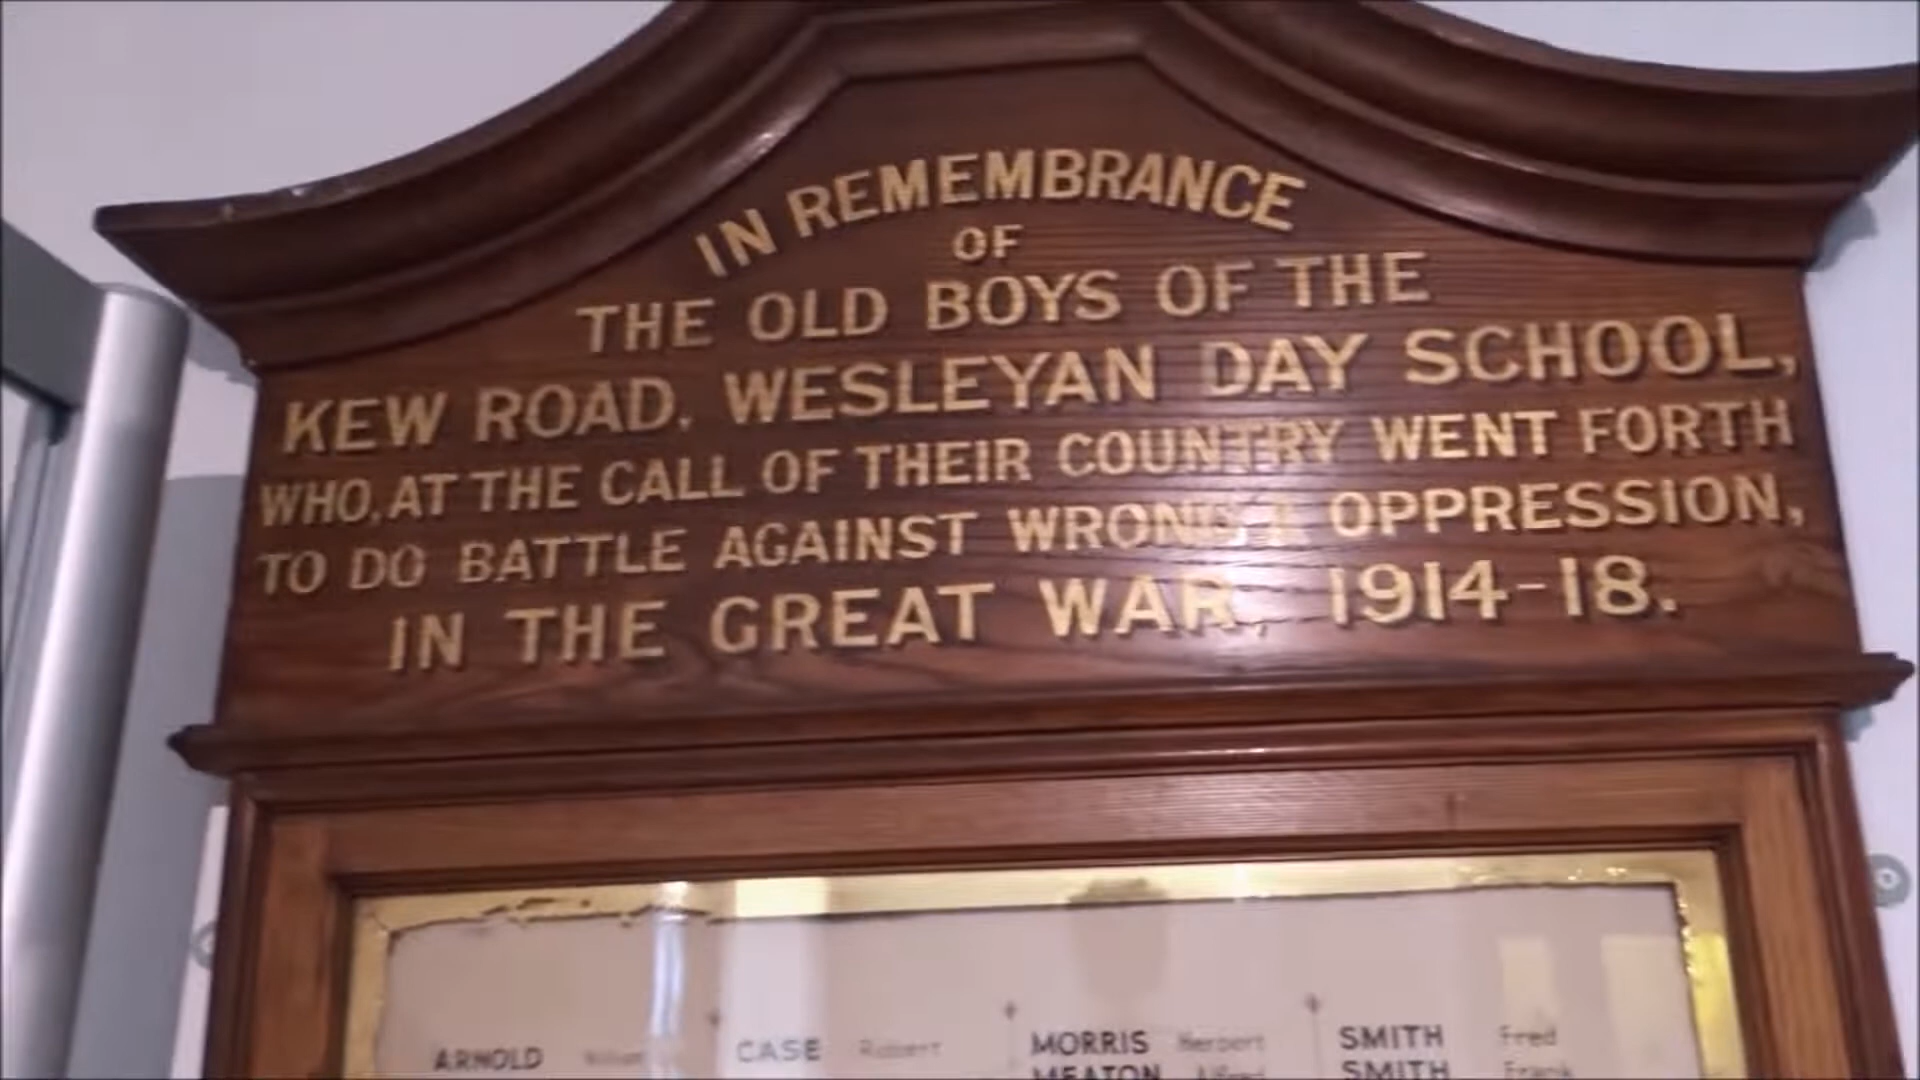 IN REMEMBRANCE
OF
THE OLD BOYS OF THE
KEW ROAD, WESLEYAN DAY SCHOOL,
WHO, AT THE CALL OF THEIR COUNTRY WENT FORTH
TO DO BATTLE AGAINST WRONG & OPPRESSION,
IN THE GREAT WAR, 1914-18.
ARNOLD William CASE Robert MORRIS Herbert SMITH Fred
MEATON Alfred SMITH Frank